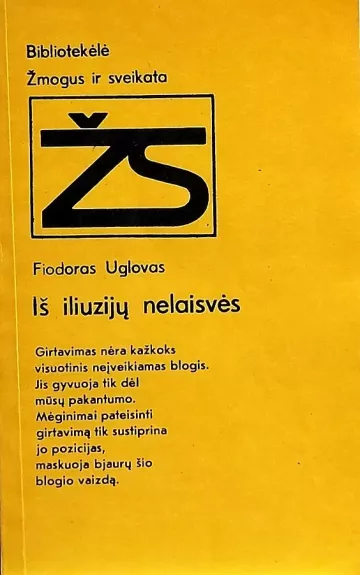 Bibliotekėlė
Žmogus ir sveikata
ŽS
Fiodoras Uglovas
Iš iliuzijų nelaisvės
Girtavimas nėra kažkoks
visuotinis neįveikiamas blogis.
Jis gyvuoja tik dėl
mūsų pakantumo.
Mėginimai pateisinti
girtavimą tik sustiprina
jo pozicijas,
maskuoja bjaurų šio
blogio vaizdą.